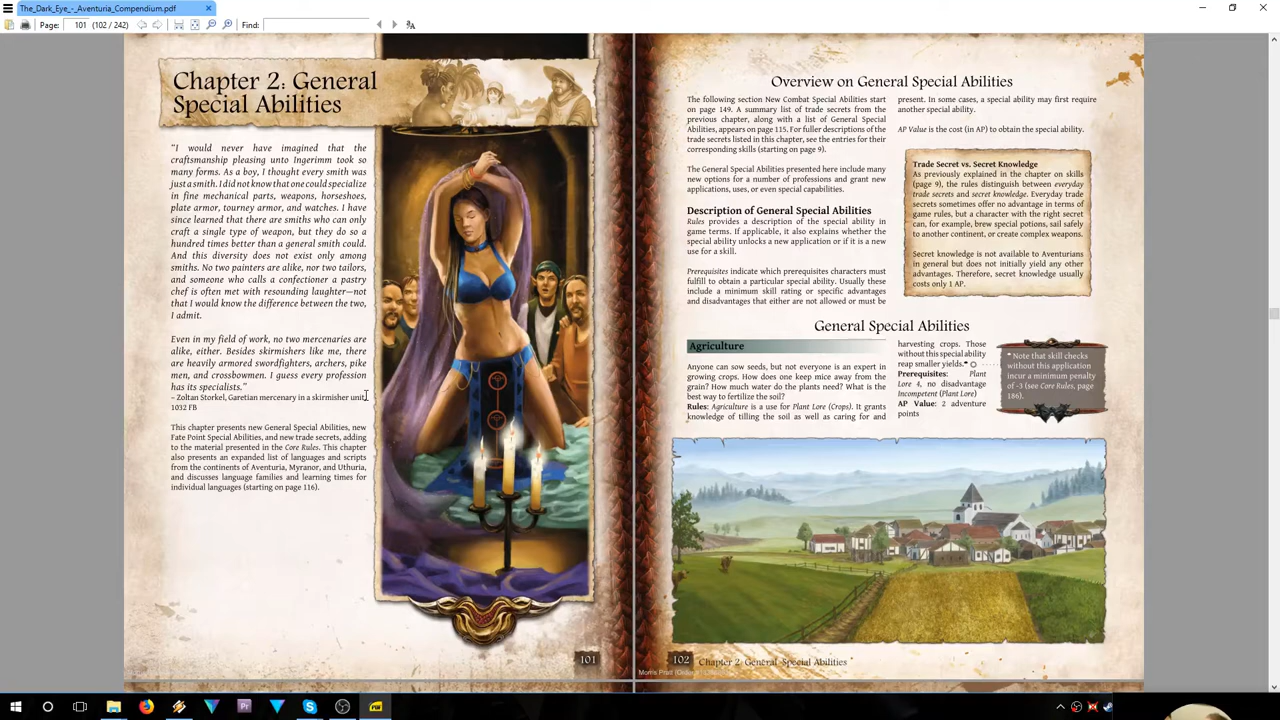 The_Dark_Eye_-_Aventuria_Compendium.pdf
Page: 101 (102 / 242) Find:
Chapter 2: General
Special Abilities
"I would never have imagined that the
craftsmanship pleasing unto Ingerimm took so
many forms. As a boy, I thought every smith was
just a smith. I did not know that one could specialize
in fine mechanical parts, weapons, horseshoes,
plate armor, tourney armor, and watches. I have
since learned that there are smiths who can only
craft a single type of weapon, but they do so a
hundred times better than a general smith could.
And this diversity does not exist only among
smiths. No two painters are alike, nor two tailors,
and someone who calls a confectioner a pastry
chef is often met with resounding laughter—not
that I would know the difference between the two,
I admit.
Even in my field of work, no two mercenaries are
alike, either. Besides skirmishers like me, there
are heavily armored swordfighters, archers, pike
men, and crossbowmen. I guess every profession
has its specialists."
– Zoltan Storkel, Garetian mercenary in a skirmisher unit,
1032 FB
This chapter presents new General Special Abilities, new
Fate Point Special Abilities, and new trade secrets, adding
to the material presented in the Core Rules. This chapter
also presents an expanded list of languages and scripts
from the continents of Aventuria, Myranor, and Uthuria,
and discusses language families and learning times for
individual languages (starting on page 116).
101
Overview on General Special Abilities
The following section New Combat Special Abilities start
on page 149. A summary list of trade secrets from the
previous chapter, along with a list of General Special
Abilities, appears on page 115. For fuller descriptions of the
trade secrets listed in this chapter, see the entries for their
corresponding skills (starting on page 9).
The General Special Abilities presented here include many
new options for a number of professions and grant new
applications, uses, or even special capabilities.
Description of General Special Abilities
Rules provides a description of the special ability in
game terms. If applicable, it also explains whether the
special ability unlocks a new application or if it is a new
use for a skill.
Prerequisites indicate which prerequisites characters must
fulfill to obtain a particular special ability. Usually these
include a minimum skill rating or specific advantages
and disadvantages that either are not allowed or must be
present. In some cases, a special ability may first require
another special ability.
AP Value is the cost (in AP) to obtain the special ability.
Trade Secret vs. Secret Knowledge
As previously explained in the chapter on skills
(page 9), the rules distinguish between everyday
trade secrets and secret knowledge. Everyday trade
secrets sometimes offer no advantage in terms of
game rules, but a character with the right secret
can, for example, brew special potions, sail safely
to another continent, or create complex weapons.
Secret knowledge is not available to Aventurians
in general but does not initially yield any other
advantages. Therefore, secret knowledge usually
costs only 1 AP.
General Special Abilities
Agriculture
Anyone can sow seeds, but not everyone is an expert in
growing crops. How does one keep mice away from the
grain? How much water do the plants need? What is the
best way to fertilize the soil?
Rules: Agriculture is a use for Plant Lore (Crops). It grants
knowledge of tilling the soil as well as caring for and
harvesting crops. Those
without this special ability
reap smaller yields.*
Prerequisites: Plant
Lore 4, no disadvantage
Incompetent (Plant Lore)
AP Value: 2 adventure
points
* Note that skill checks
without this application
incur a minimum penalty
of -3 (see Core Rules, page
186).
102 Chapter 2: General Special Abilities